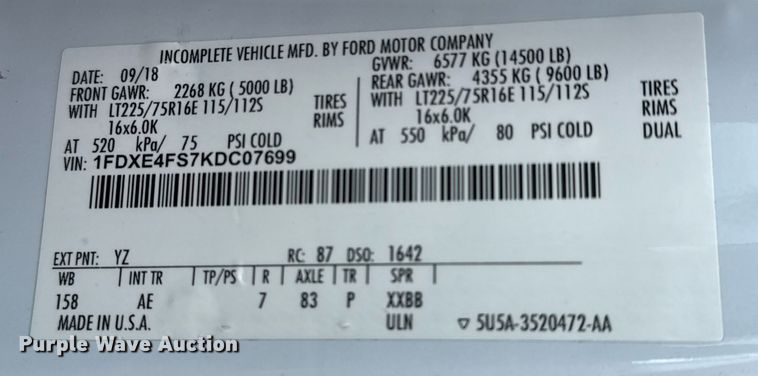 INCOMPLETE VEHICLE MFD. BY FORD MOTOR COMPANY
DATE: 09/18 GVWR: 6577 KG (14500 LB)
FRONT GAWR: 2268 KG ( 5000 LB) REAR GAWR: 4355 KG ( 9600 LB)
WITH LT225/75R16E 115/112S TIRES WITH LT225/75R16E 115/112S TIRES
16x6.0K RIMS 16x6.0K RIMS
AT 520 kPa/ 75 PSI COLD AT 550 kPa/ 80 PSI COLD DUAL
VIN: 1FDXE4FS7KDC07699
EXT PNT: YZ RC: 87 DSO: 1642
WB INT TR TP/PS R AXLE TR SPR
158 AE 7 83 P XXBB
MADE IN U.S.A. ULN ▽ 5U5A-3520472-AA
Purple Wave Auction